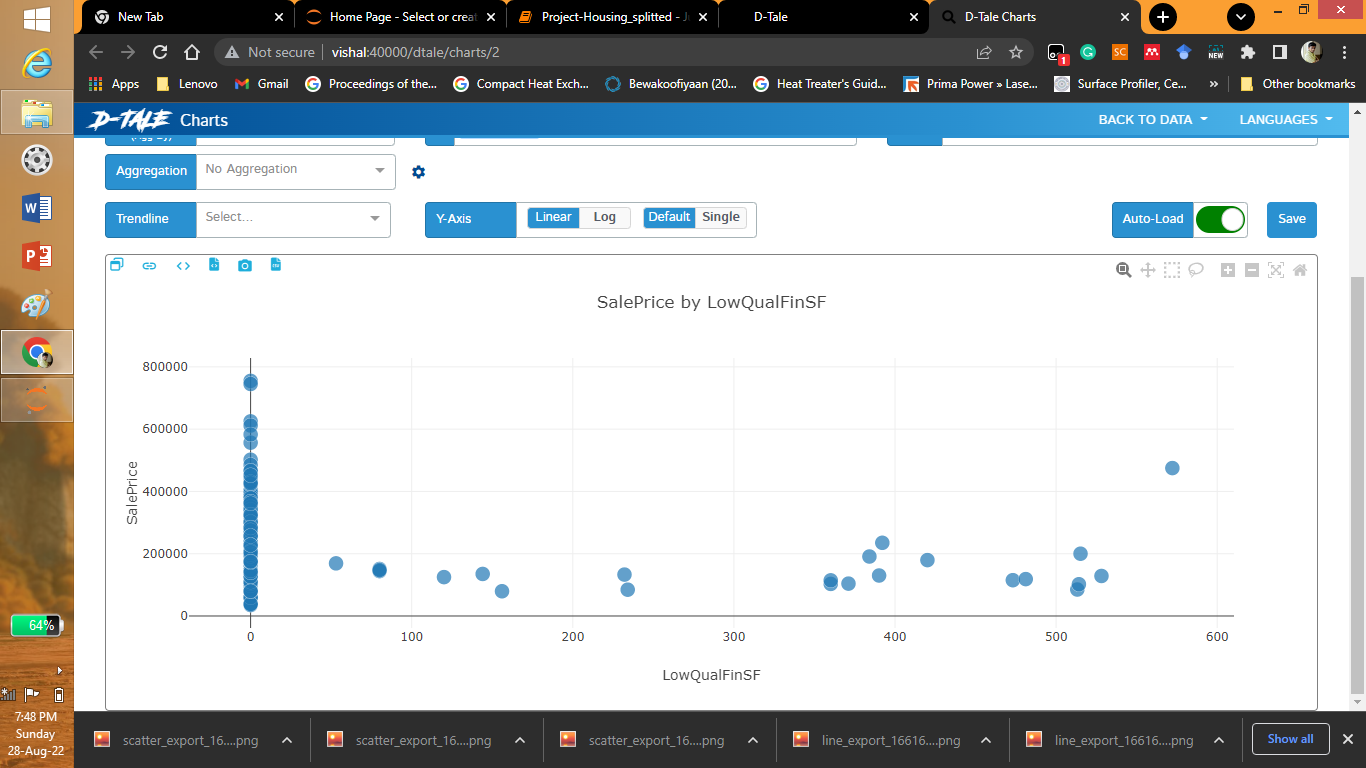 New Tab
Home Page - Select or creat
Project-Housing_splitted - J
D-Tale
D-Tale Charts
Not secure | vishal:40000/dtale/charts/2
SC
NEW
1
Apps
Lenovo
Gmail
Proceedings of the...
Compact Heat Exch...
Bewakoofiyaan (20...
Heat Treater's Guid...
Prima Power » Lase...
Surface Profiler, Ce...
»
Other bookmarks
D-TALE Charts
BACK TO DATA
LANGUAGES
Aggregation
No Aggregation
Trendline
Select...
Y-Axis
Linear
Log
Default
Single
Auto-Load
Save
SalePrice by LowQualFinSF
800000
600000
400000
200000
0
SalePrice
0
100
200
300
400
500
600
LowQualFinSF
64%
7:48 PM
Sunday
28-Aug-22
scatter_export_16....png
scatter_export_16....png
scatter_export_16....png
line_export_16616....png
line_export_16616....png
Show all